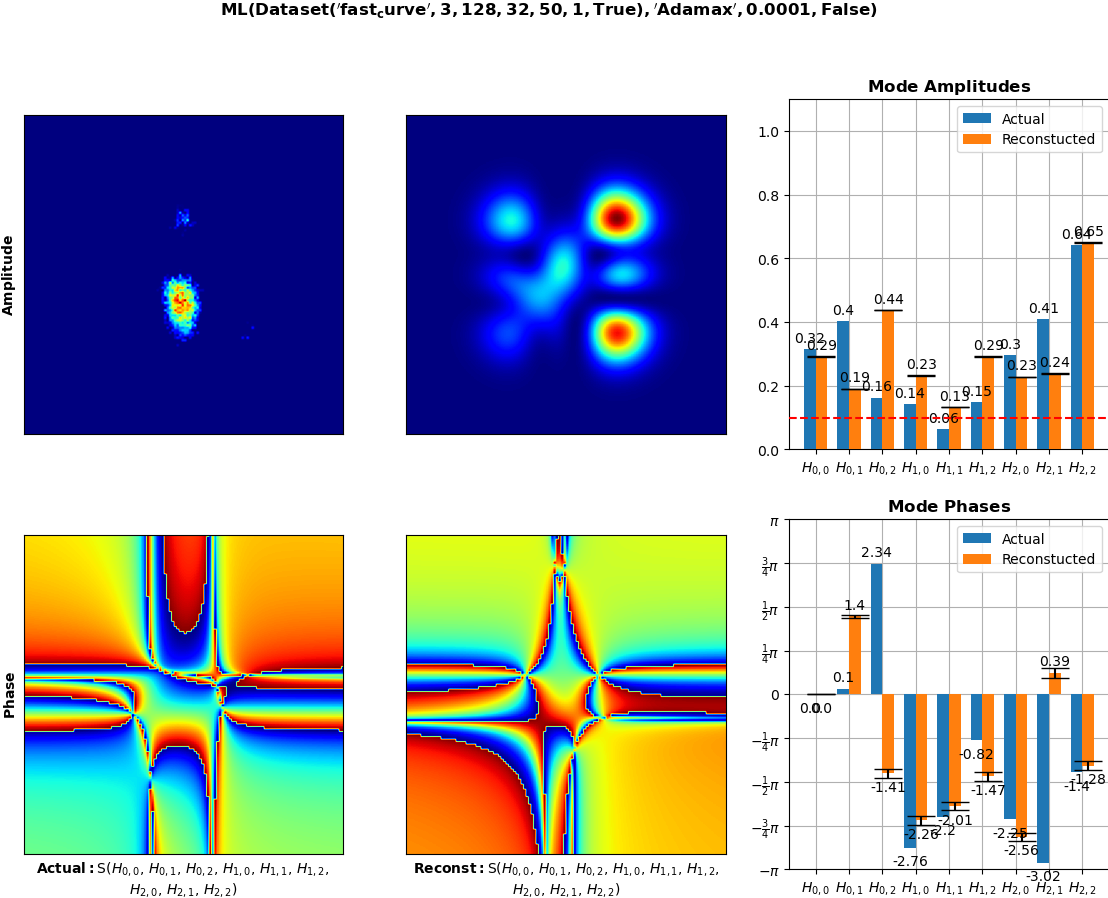 ML(Dataset('fast_curve', 3, 128, 32, 50, 1, True), 'Adamax', 0.0001, False)
Mode Amplitudes
Amplitude
Actual
Reconstucted
1.0
0.8
0.6
0.4
0.2
0.0
0.32
0.29
0.4
0.19
0.16
0.44
0.14
0.23
0.06
0.13
0.15
0.29
0.3
0.23
0.41
0.24
0.64
0.65
H0,0 H0,1 H0,2 H1,0 H1,1 H1,2 H2,0 H2,1 H2,2
Mode Phases
Phase
Actual
Reconstucted
π
3/4π
1/2π
1/4π
0
−1/4π
−1/2π
−3/4π
−π
0.0
0.0
0.1
1.4
2.34
-1.41
-2.76
-2.26
-2.2
-2.01
-0.82
-1.47
-2.25
-2.56
-3.02
0.39
-1.4
-1.28
H0,0 H0,1 H0,2 H1,0 H1,1 H1,2 H2,0 H2,1 H2,2
Actual: S(H0,0, H0,1, H0,2, H1,0, H1,1, H1,2,
H2,0, H2,1, H2,2)
Reconst: S(H0,0, H0,1, H0,2, H1,0, H1,1, H1,2,
H2,0, H2,1, H2,2)